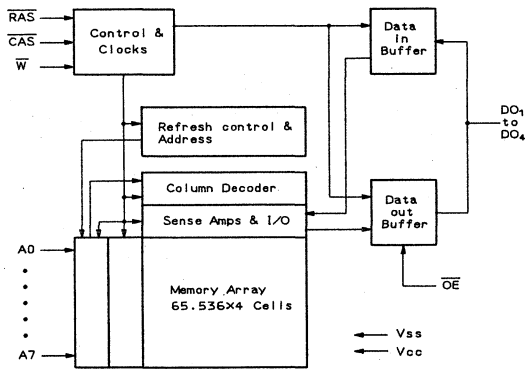 RAS
CAS
W
Control &
Clocks
Data
In
Buffer
DO1
to
DO4
Refresh control &
Address
Column Decoder
Sense Amps & I/O
Data
out
Buffer
A0
A7
Memory Array
65.536X4 Cells
OE
Vss
Vcc